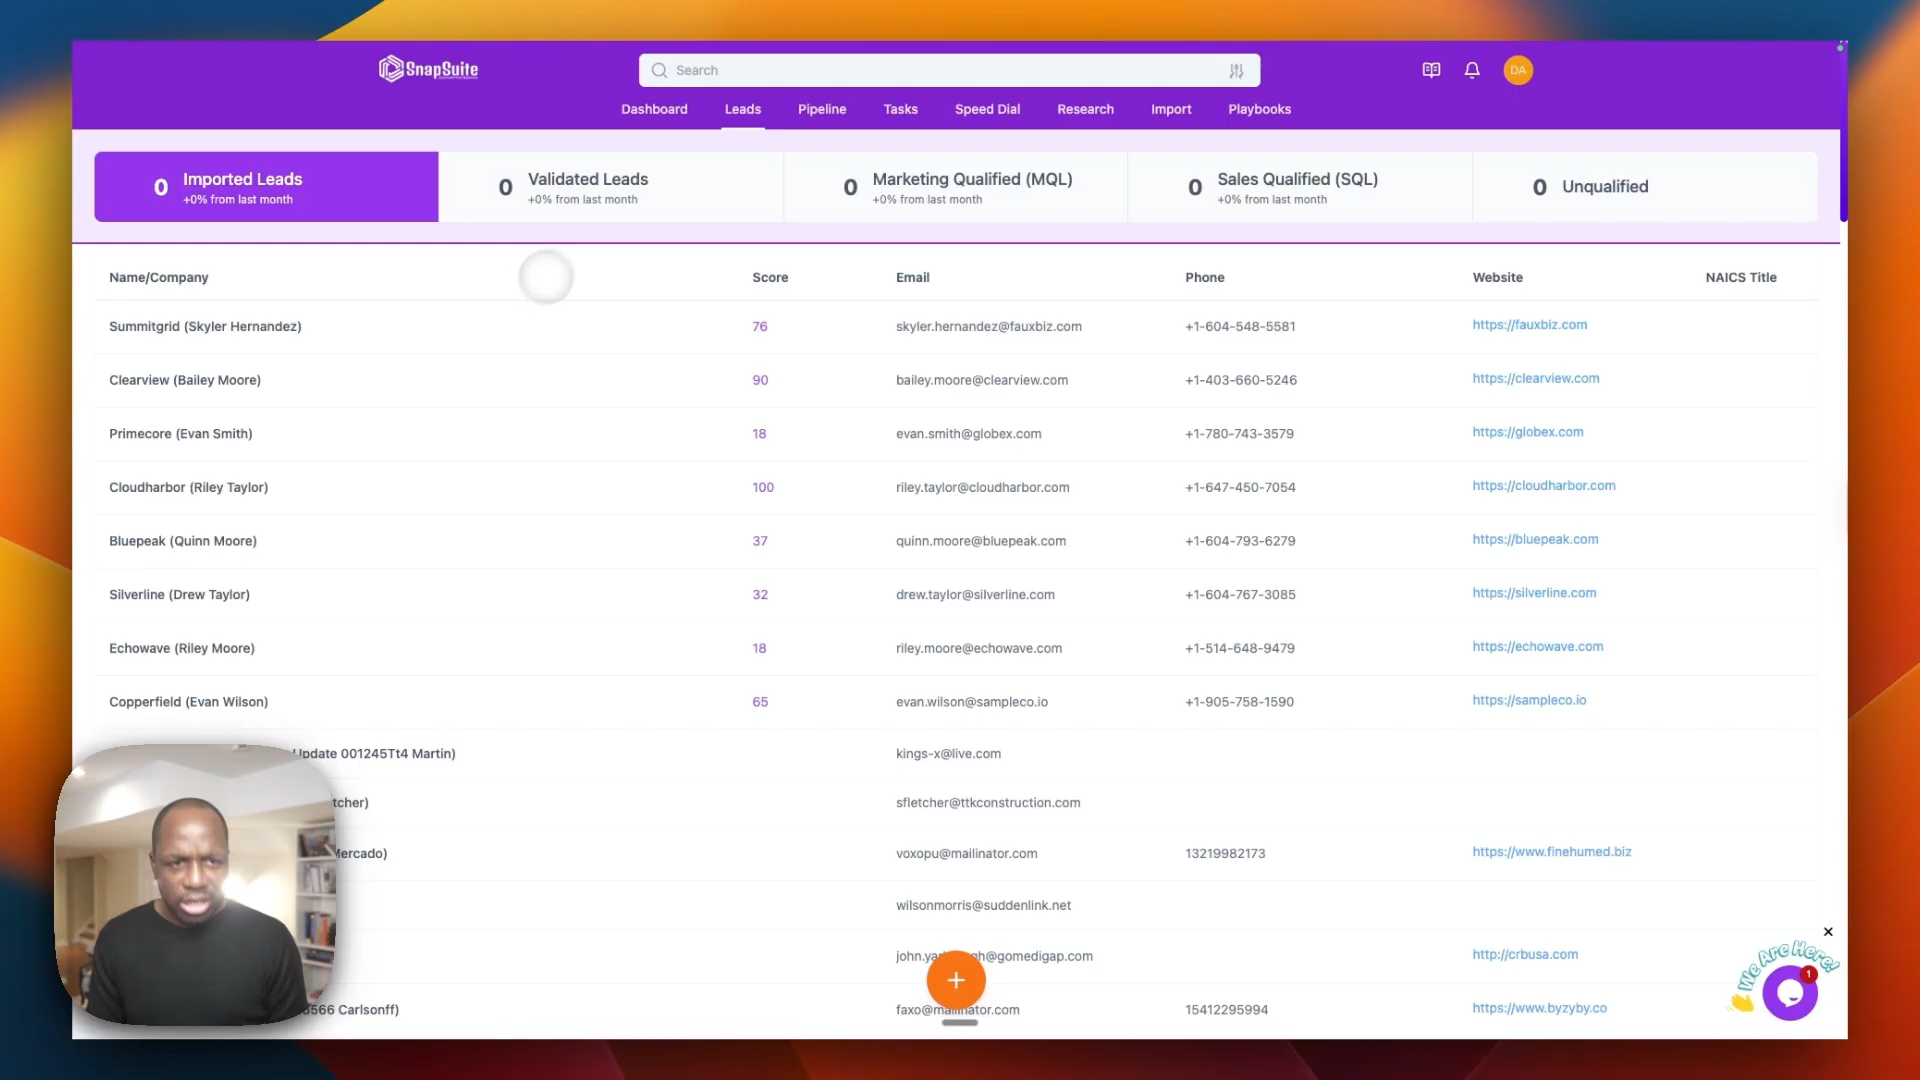 SnapSuite
Search
DA
Dashboard
Leads
Pipeline
Tasks
Speed Dial
Research
Import
Playbooks
0 Imported Leads
+0% from last month
0 Validated Leads
+0% from last month
0 Marketing Qualified (MQL)
+0% from last month
0 Sales Qualified (SQL)
+0% from last month
0 Unqualified
Name/Company Score Email Phone Website NAICS Title
Summitgrid (Skyler Hernandez) 76 skyler.hernandez@fauxbiz.com +1-604-548-5581 https://fauxbiz.com
Clearview (Bailey Moore) 90 bailey.moore@clearview.com +1-403-660-5246 https://clearview.com
Primecore (Evan Smith) 18 evan.smith@globex.com +1-780-743-3579 https://globex.com
Cloudharbor (Riley Taylor) 100 riley.taylor@cloudharbor.com +1-647-450-7054 https://cloudharbor.com
Bluepeak (Quinn Moore) 37 quinn.moore@bluepeak.com +1-604-793-6279 https://bluepeak.com
Silverline (Drew Taylor) 32 drew.taylor@silverline.com +1-604-767-3085 https://silverline.com
Echowave (Riley Moore) 18 riley.moore@echowave.com +1-514-648-9479 https://echowave.com
Copperfield (Evan Wilson) 65 evan.wilson@sampleco.io +1-905-758-1590 https://sampleco.io
Update 001245Tt4 Martin) kings-x@live.com
tcher) sfletcher@ttkconstruction.com
Mercado) voxopu@mailinator.com 13219982173 https://www.finehumed.biz
wilsonmorris@suddenlink.net
gh@gomedigap.com http://crbusa.com
566 Carlsonff) faxo@mailinator.com 15412295994 https://www.byzyby.co
We Are Here!
1